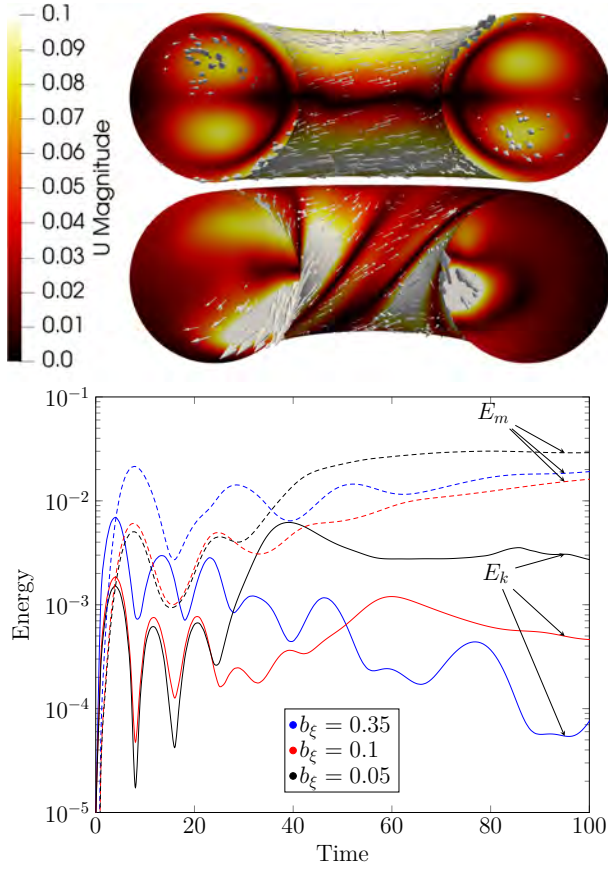 0.1
0.09
0.08
0.07
0.06
0.05
0.04
0.03
0.02
0.01
0.0
U Magnitude
10⁻¹
10⁻²
10⁻³
10⁻⁴
10⁻⁵
Energy
E_m
E_k
b_ξ = 0.35
b_ξ = 0.1
b_ξ = 0.05
0 20 40 60 80 100
Time